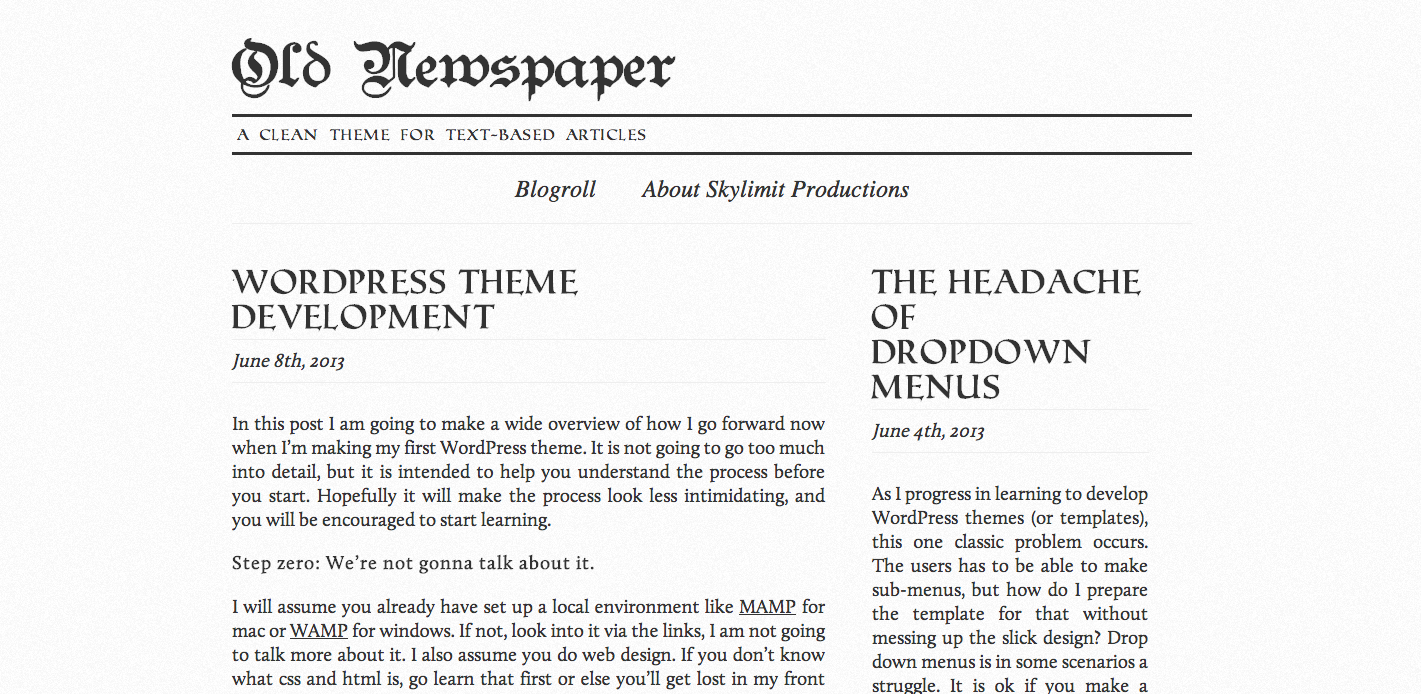 Old Newspaper
A CLEAN THEME FOR TEXT-BASED ARTICLES
Blogroll About Skylimit Productions
WORDPRESS THEME
DEVELOPMENT
June 8th, 2013
In this post I am going to make a wide overview of how I go forward now
when I'm making my first WordPress theme. It is not going to go too much
into detail, but it is intended to help you understand the process before
you start. Hopefully it will make the process look less intimidating, and
you will be encouraged to start learning.
Step zero: We're not gonna talk about it.
I will assume you already have set up a local environment like MAMP for
mac or WAMP for windows. If not, look into it via the links, I am not going
to talk more about it. I also assume you do web design. If you don't know
what css and html is, go learn that first or else you'll get lost in my front
THE HEADACHE
OF
DROPDOWN
MENUS
June 4th, 2013
As I progress in learning to develop
WordPress themes (or templates),
this one classic problem occurs.
The users has to be able to make
sub-menus, but how do I prepare
the template for that without
messing up the slick design? Drop
down menus is in some scenarios a
struggle. It is ok if you make a